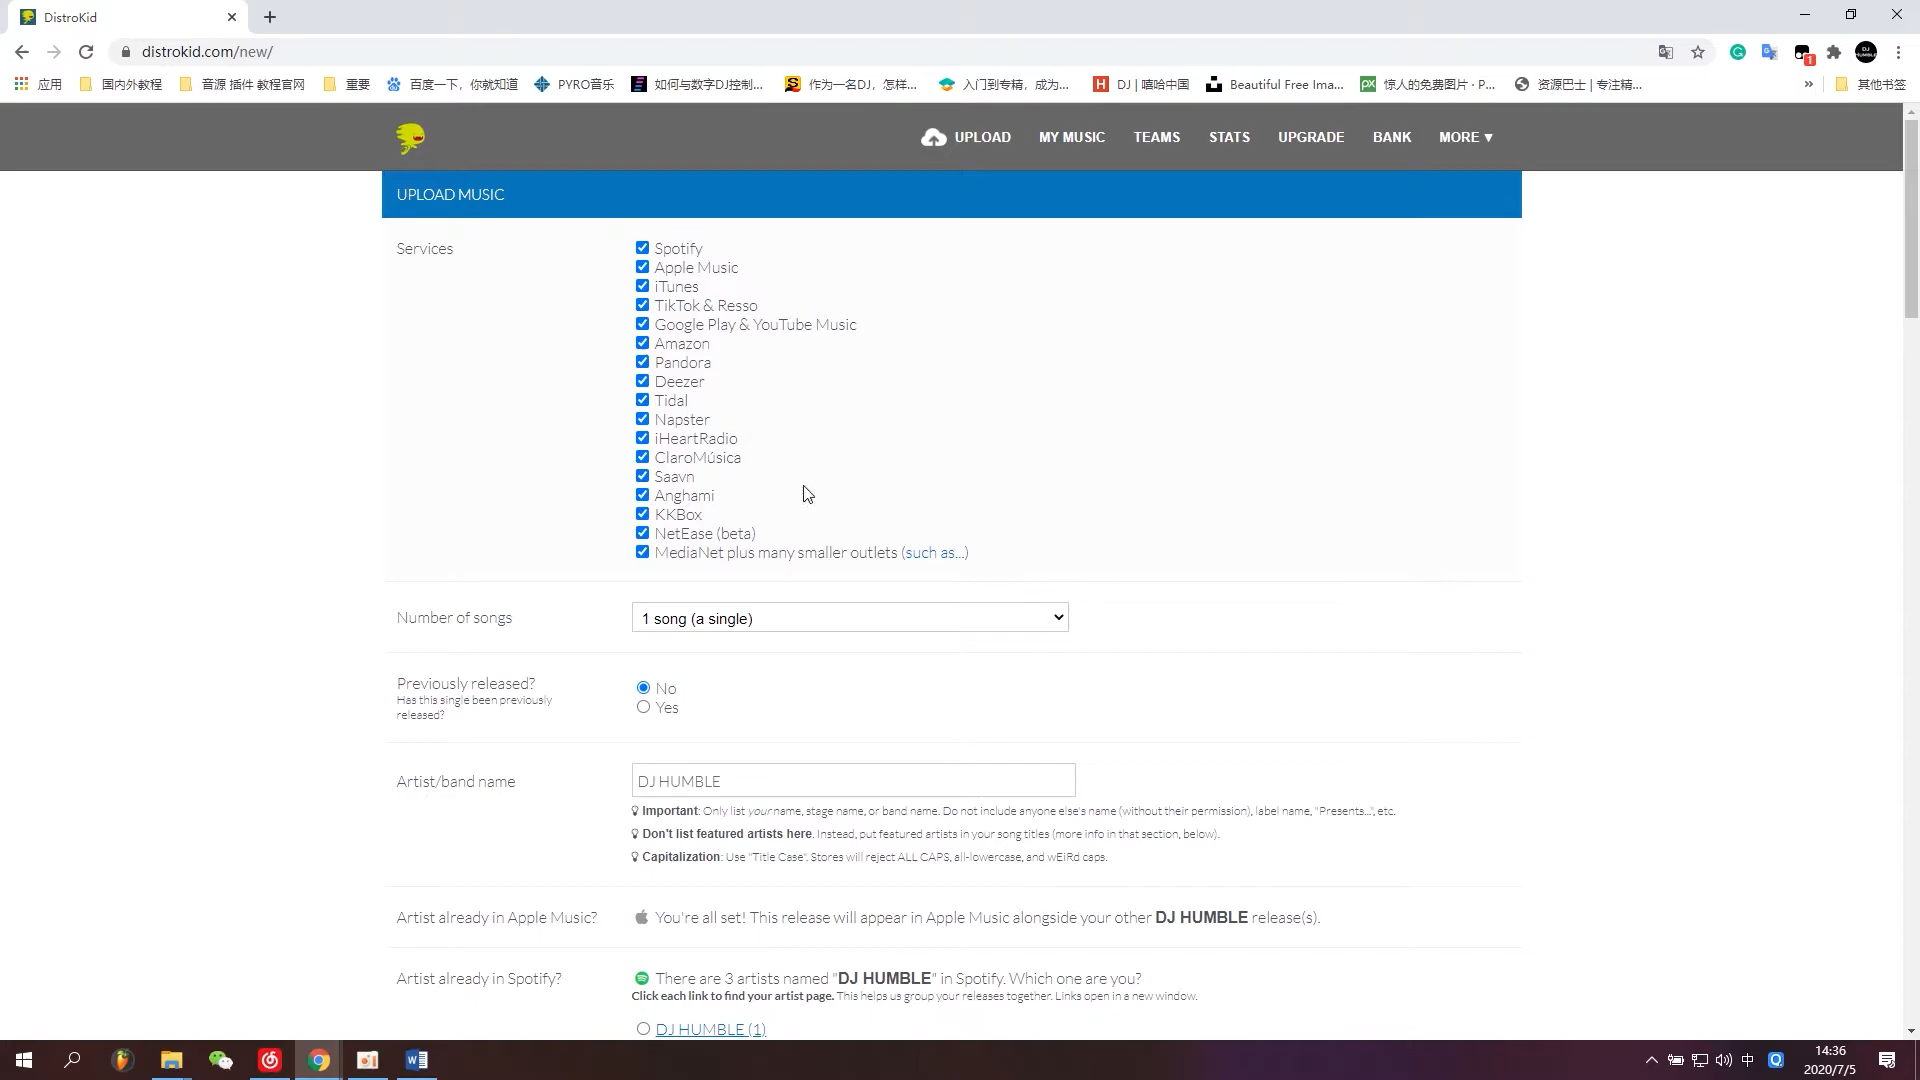 DistroKid
distrokid.com/new/
1
应用
国内外教程
音源 插件 教程官网
重要
百度一下，你就知道
PYRO音乐
如何与数字DJ控制...
作为一名DJ，怎样...
入门到专精，成为...
DJ | 嘻哈中国
Beautiful Free Ima...
惊人的免费图片 · P...
资源巴士 | 专注精...
»
其他书签
UPLOAD
MY MUSIC
TEAMS
STATS
UPGRADE
BANK
MORE ▾
UPLOAD MUSIC
Services
Spotify
Apple Music
iTunes
TikTok & Resso
Google Play & YouTube Music
Amazon
Pandora
Deezer
Tidal
Napster
iHeartRadio
ClaroMúsica
Saavn
Anghami
KKBox
NetEase (beta)
MediaNet plus many smaller outlets (such as...)
Number of songs
1 song (a single)
Previously released?
Has this single been previously
released?
No
Yes
Artist/band name
DJ HUMBLE
Important: Only list your name, stage name, or band name. Do not include anyone else's name (without their permission), label name, "Presents...", etc.
Don't list featured artists here. Instead, put featured artists in your song titles (more info in that section, below).
Capitalization: Use "Title Case". Stores will reject ALL CAPS, all-lowercase, and wEiRd caps.
Artist already in Apple Music?
You're all set! This release will appear in Apple Music alongside your other DJ HUMBLE release(s).
Artist already in Spotify?
There are 3 artists named "DJ HUMBLE" in Spotify. Which one are you?
Click each link to find your artist page. This helps us group your releases together. Links open in a new window.
DJ HUMBLE (1)
中
14:36
2020/7/5